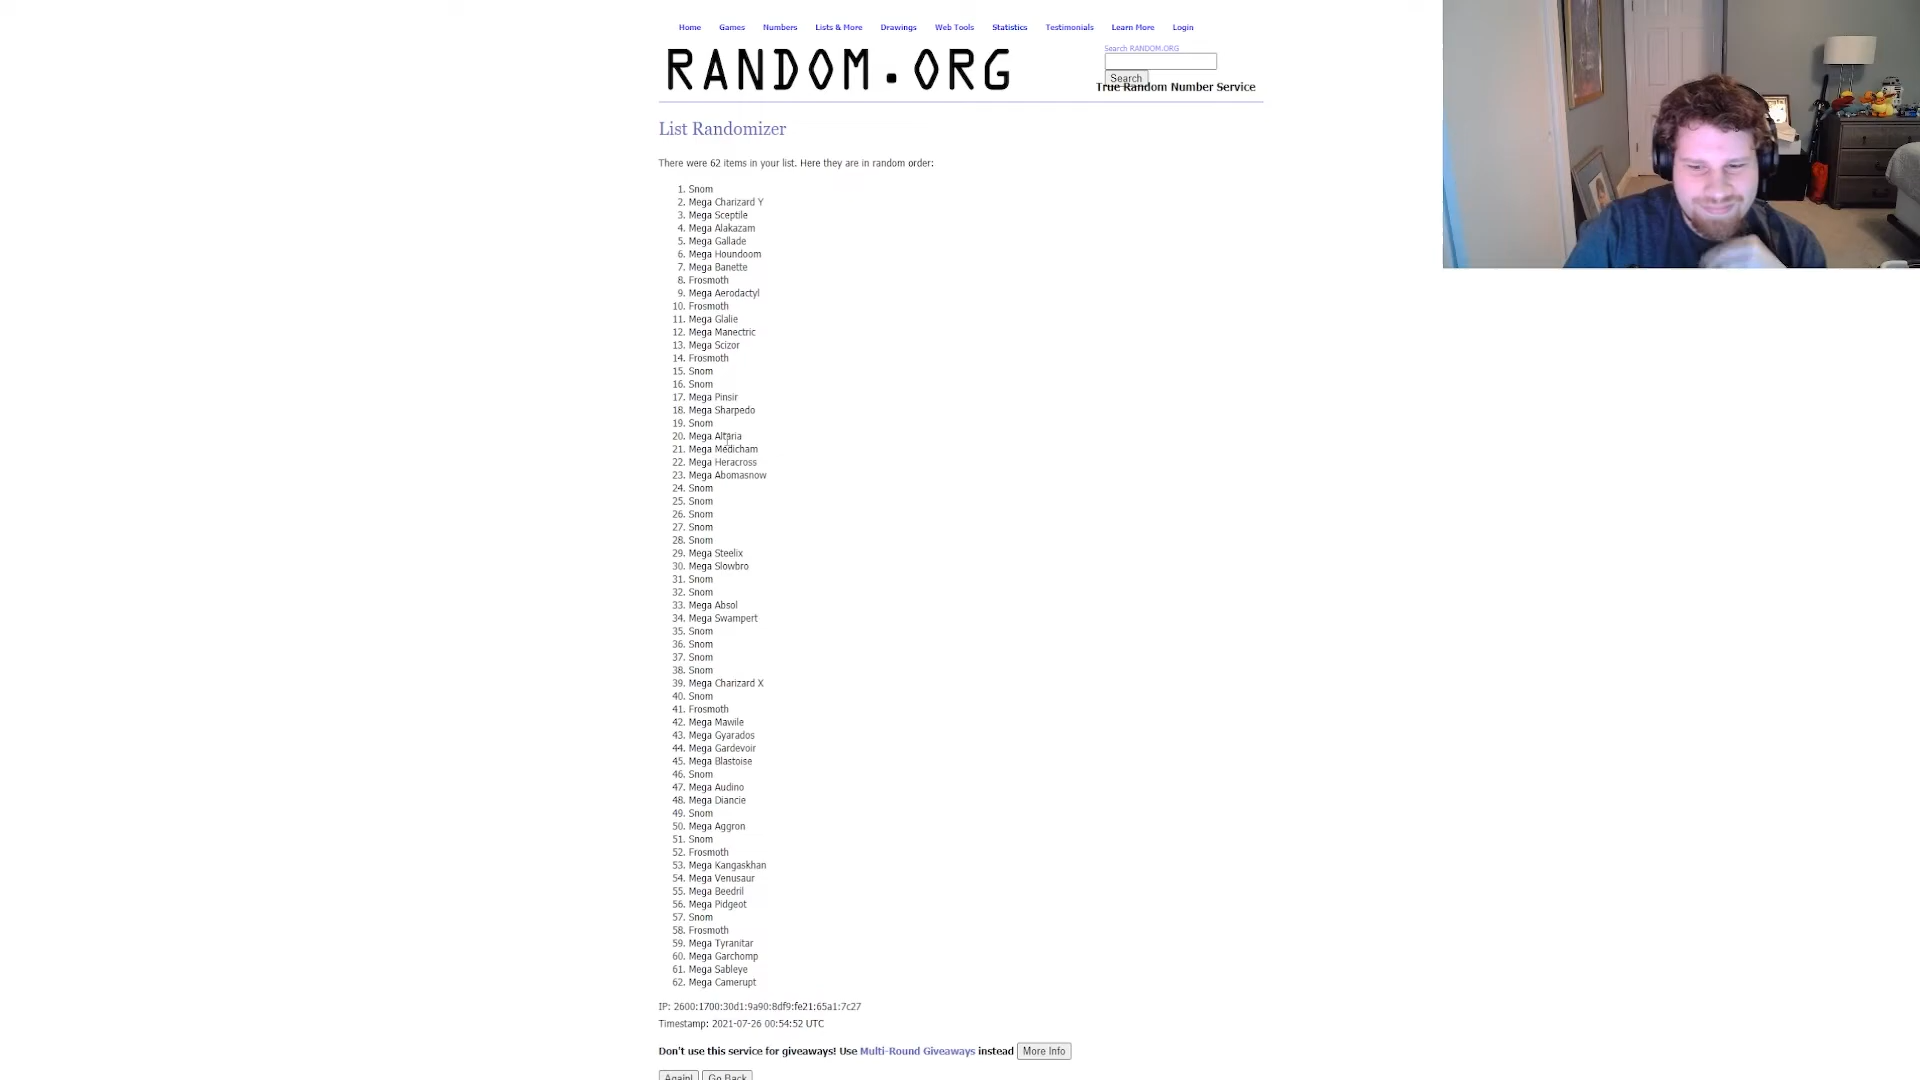 Home Games Numbers Lists & More Drawings Web Tools Statistics Testimonials Learn More Login
RANDOM.ORG
Search RANDOM.ORG
Search
True Random Number Service
List Randomizer
There were 62 items in your list. Here they are in random order:
1. Snom
2. Mega Charizard Y
3. Mega Sceptile
4. Mega Alakazam
5. Mega Gallade
6. Mega Houndoom
7. Mega Banette
8. Frosmoth
9. Mega Aerodactyl
10. Frosmoth
11. Mega Glalie
12. Mega Manectric
13. Mega Scizor
14. Frosmoth
15. Snom
16. Snom
17. Mega Pinsir
18. Mega Sharpedo
19. Snom
20. Mega Altaria
21. Mega Medicham
22. Mega Heracross
23. Mega Abomasnow
24. Snom
25. Snom
26. Snom
27. Snom
28. Snom
29. Mega Steelix
30. Mega Slowbro
31. Snom
32. Snom
33. Mega Absol
34. Mega Swampert
35. Snom
36. Snom
37. Snom
38. Snom
39. Mega Charizard X
40. Snom
41. Frosmoth
42. Mega Mawile
43. Mega Gyarados
44. Mega Gardevoir
45. Mega Blastoise
46. Snom
47. Mega Audino
48. Mega Diancie
49. Snom
50. Mega Aggron
51. Snom
52. Frosmoth
53. Mega Kangaskhan
54. Mega Venusaur
55. Mega Beedril
56. Mega Pidgeot
57. Snom
58. Frosmoth
59. Mega Tyranitar
60. Mega Garchomp
61. Mega Sableye
62. Mega Camerupt
IP: 2600:1700:30d1:9a90:8df9:fe21:65a1:7c27
Timestamp: 2021-07-26 00:54:52 UTC
Don't use this service for giveaways! Use Multi-Round Giveaways instead More Info
Again! Go Back